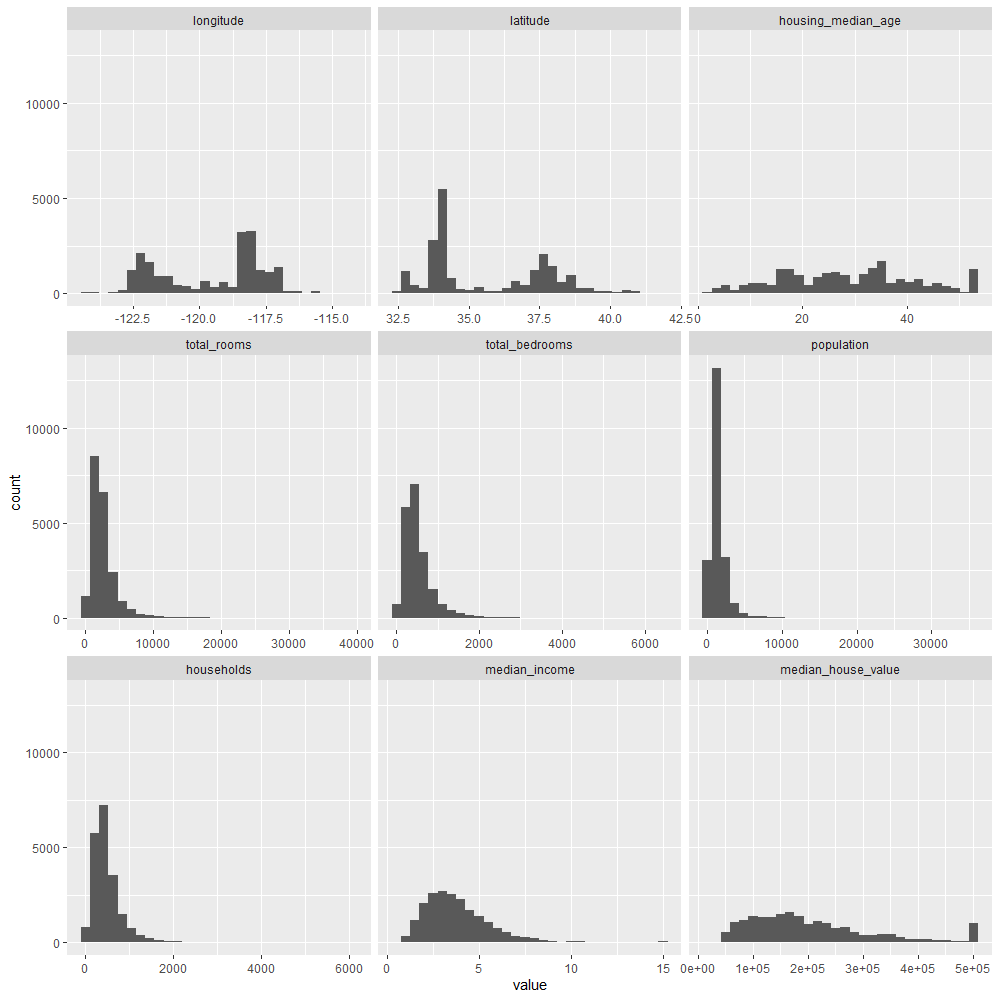 longitude latitude housing_median_age
10000
5000
0
-122.5 -120.0 -117.5 -115.0 32.5 35.0 37.5 40.0 42.5 0 20 40
total_rooms total_bedrooms population
10000
5000
0
0 10000 20000 30000 40000 0 2000 4000 6000 0 10000 20000 30000
count
households median_income median_house_value
10000
5000
0
0 2000 4000 6000 0 5 10 15 0e+00 1e+05 2e+05 3e+05 4e+05 5e+05
value